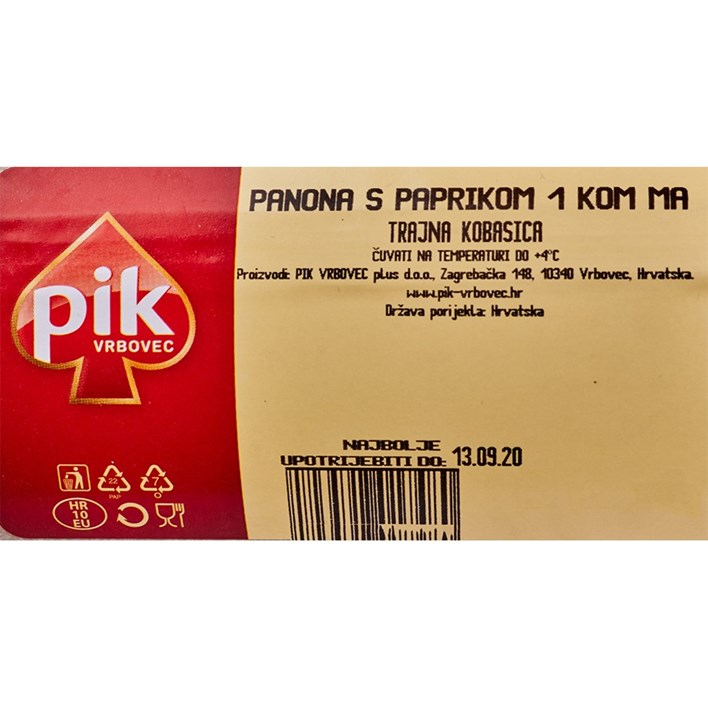 PANONA S PAPRIKOM 1 KOM MA
TRAJNA KOBASICA
ČUVATI NA TEMPERATURI DO +4°C
Proizvodi: PIK VRBOVEC plus d.o.o., Zagrebačka 148, 10340 Vrbovec, Hrvatska.
www.pik-vrbovec.hr
Država porijekla: Hrvatska
pik
VRBOVEC
NAJBOLJE
UPOTRIJEBITI DO: 13.09.20
22
PAP
7
O
HR
10
EU